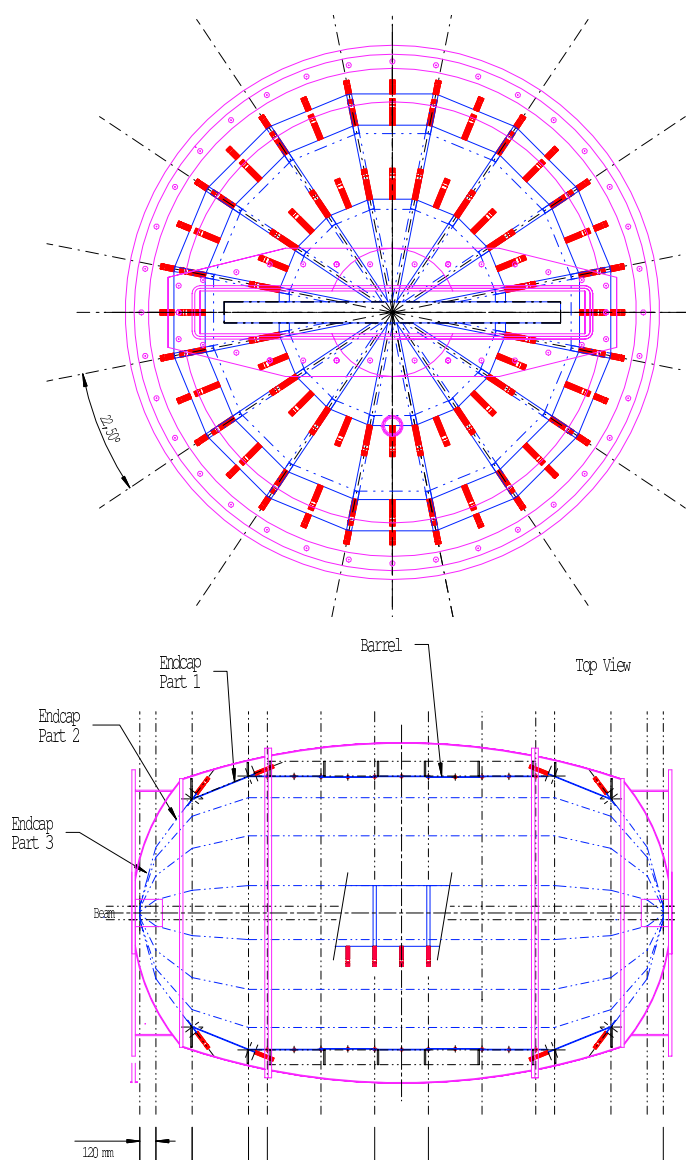 22,50°
Barrel
Endcap
Part 1
Top View
Endcap
Part 2
Endcap
Part 3
Beam
120 mm